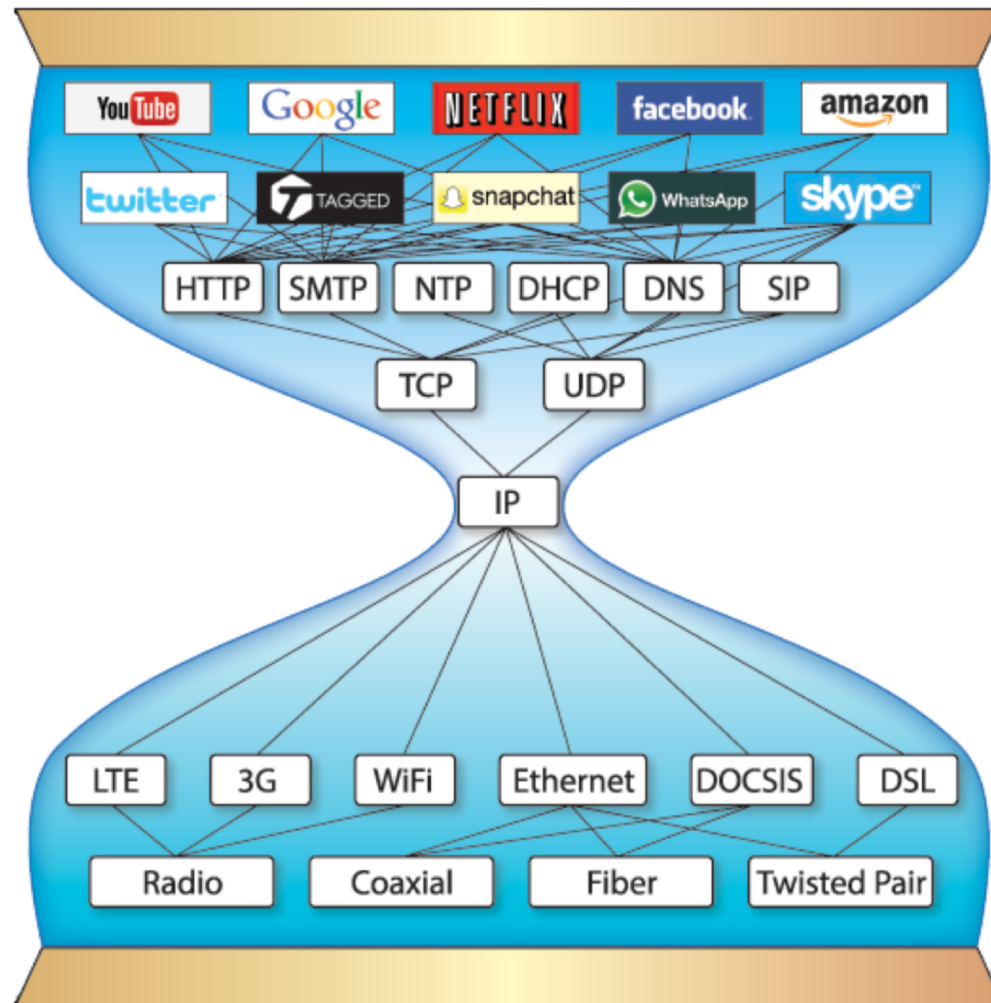 YouTube Google NETFLIX facebook amazon
twitter TAGGED snapchat WhatsApp skype™
HTTP SMTP NTP DHCP DNS SIP
TCP UDP
IP
LTE 3G WiFi Ethernet DOCSIS DSL
Radio Coaxial Fiber Twisted Pair